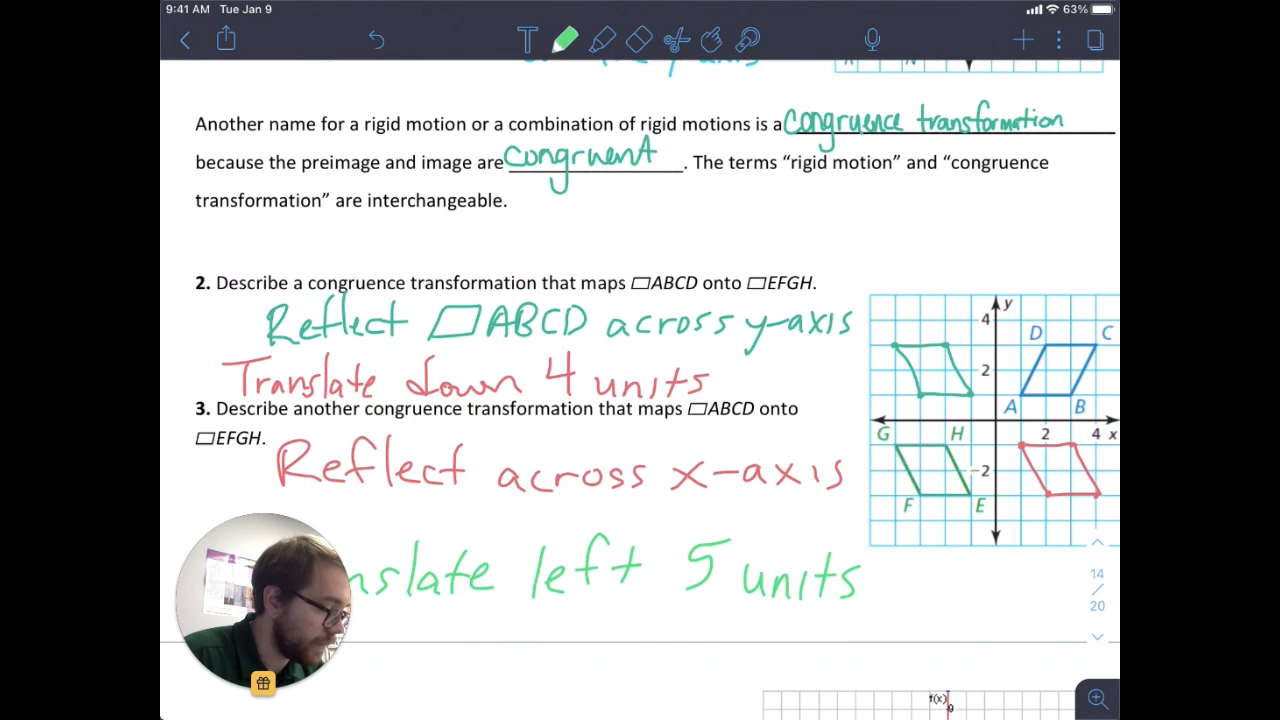 9:41 AM Tue Jan 9
63%
Another name for a rigid motion or a combination of rigid motions is a congruence transformation
because the preimage and image are congruent. The terms “rigid motion” and “congruence
transformation” are interchangeable.
2. Describe a congruence transformation that maps ▱ABCD onto ▱EFGH.
Reflect ▱ABCD across y-axis
Translate down 4 units
3. Describe another congruence transformation that maps ▱ABCD onto
▱EFGH.
Reflect across x-axis
nslate left 5 units
4 y
D C
2
A B
G H 2 4 x
-2
F E
14
/
20
f(x)